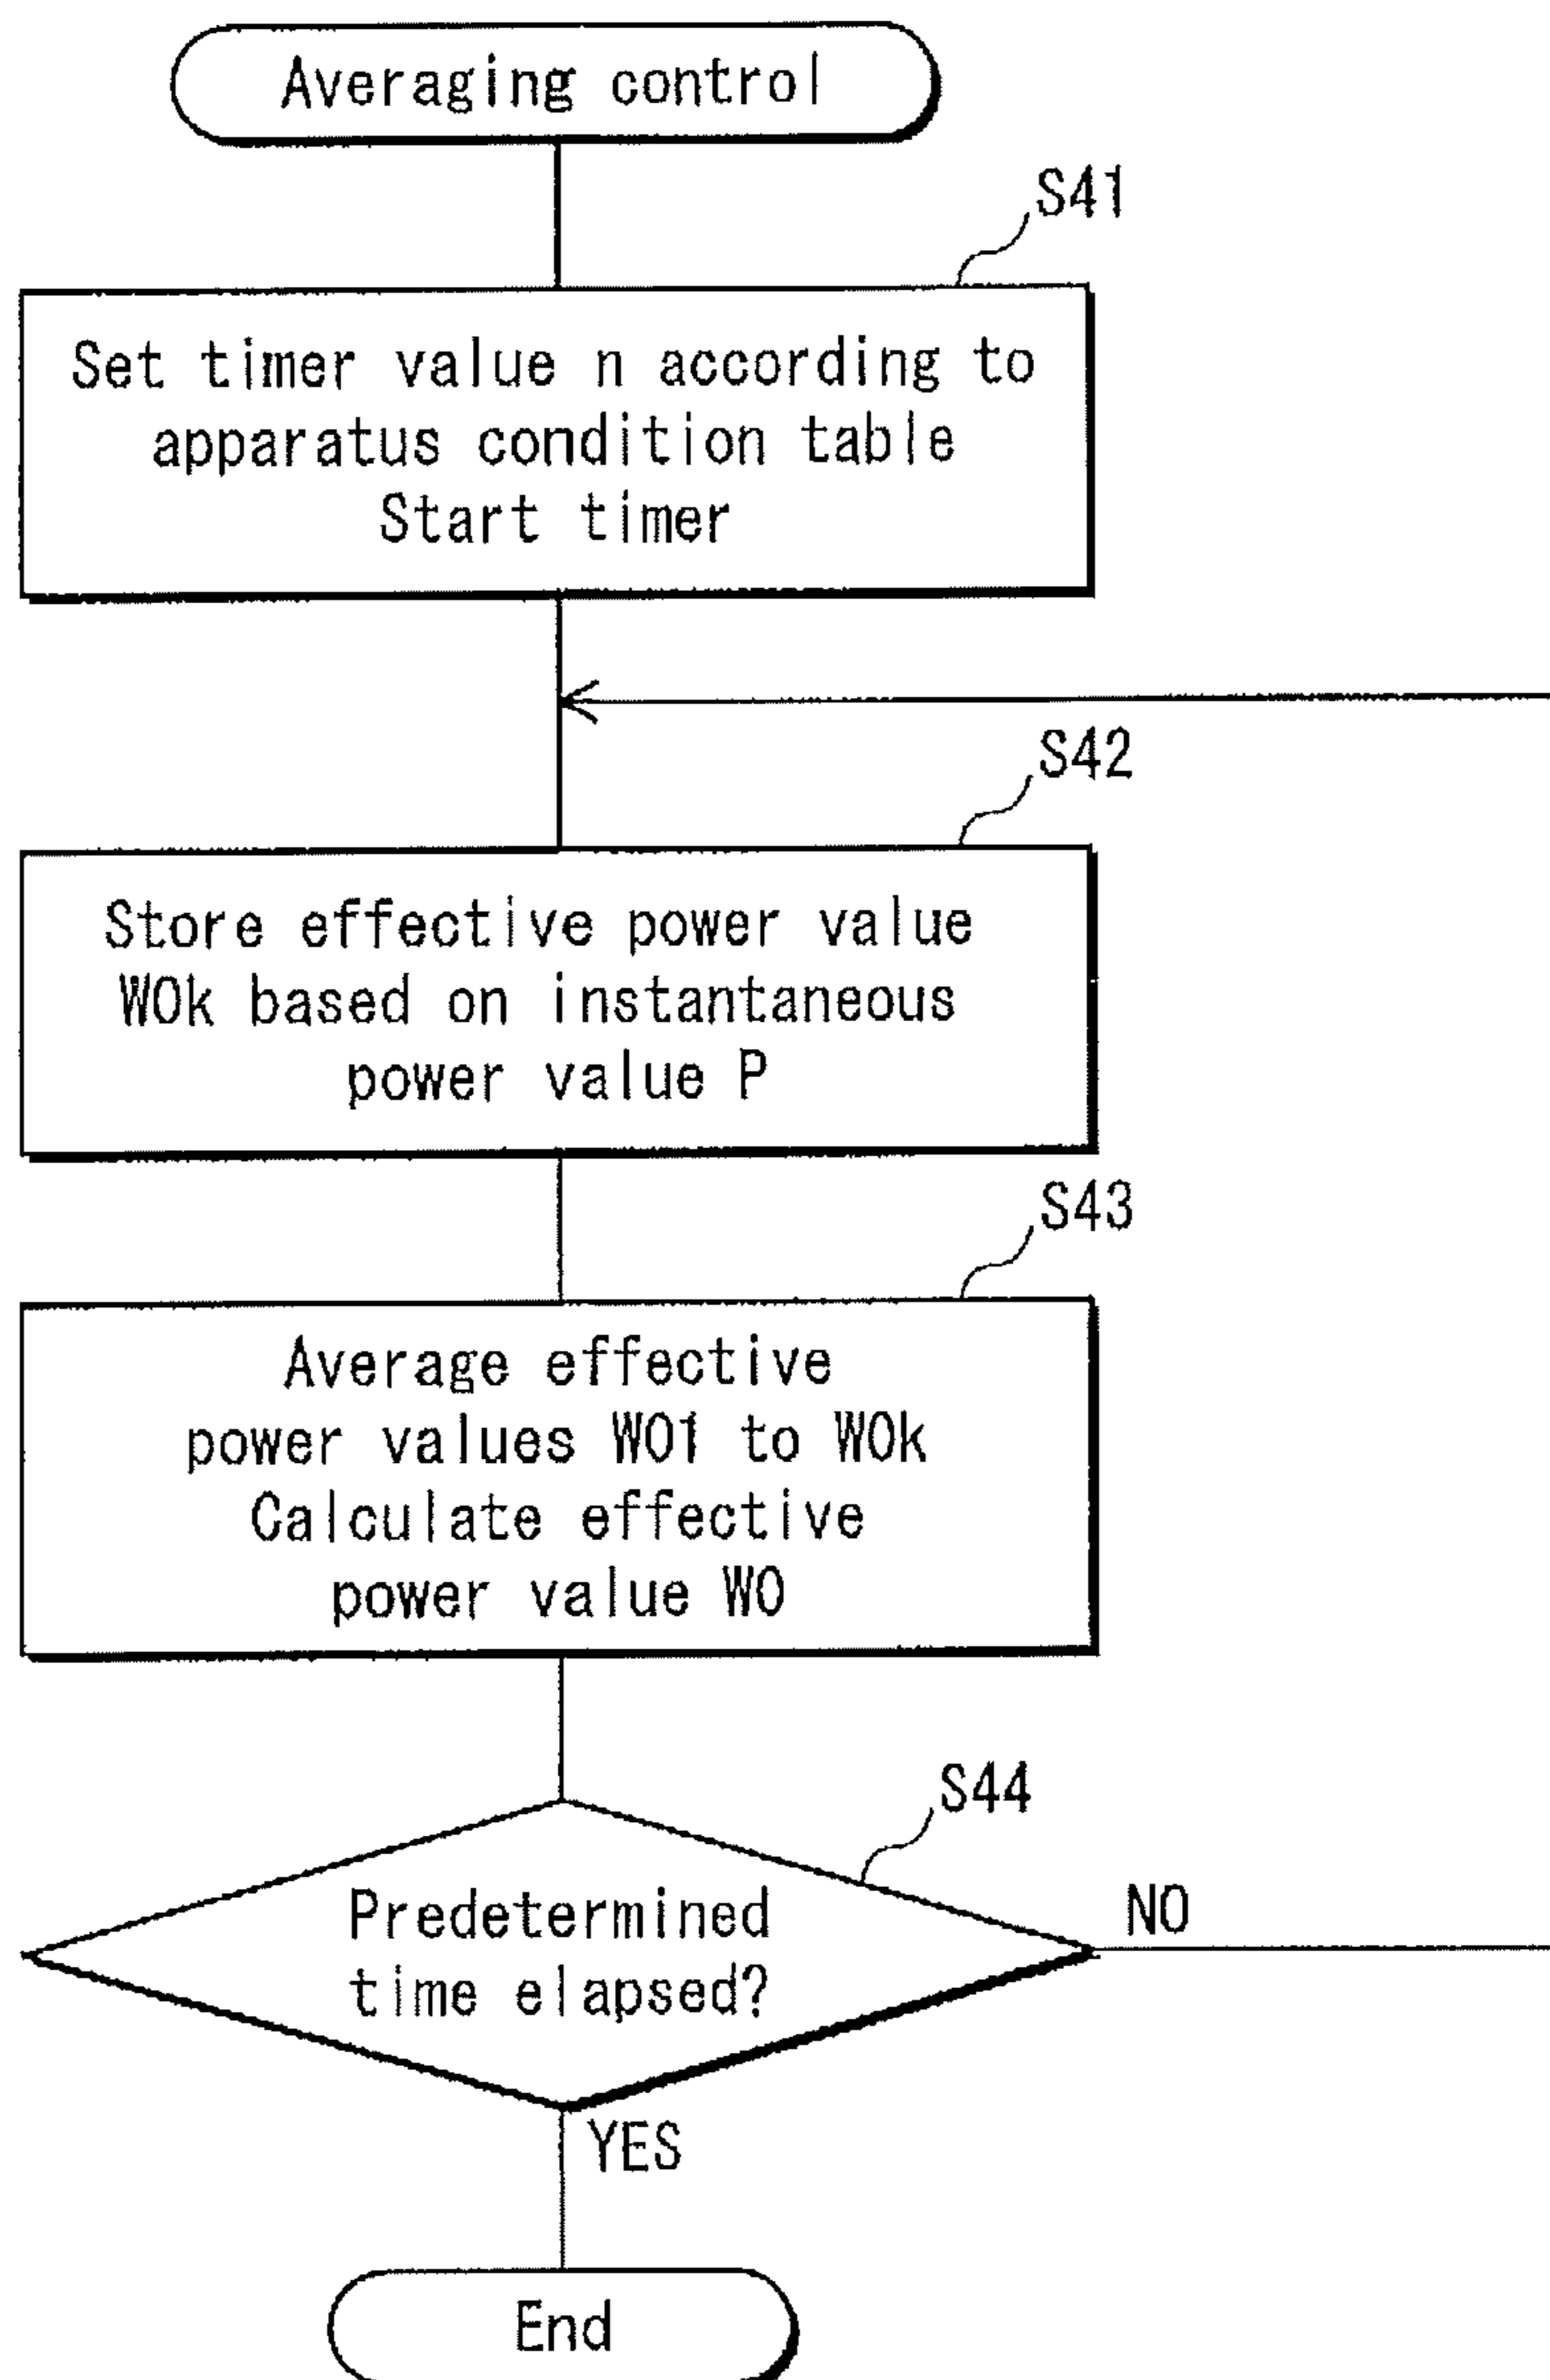 Averaging control
S41
Set timer value n according to
apparatus condition table
Start timer
S42
Store effective power value
W0k based on instantaneous
power value P
S43
Average effective
power values W01 to W0k
Calculate effective
power value W0
S44
Predetermined
time elapsed?
NO
YES
End